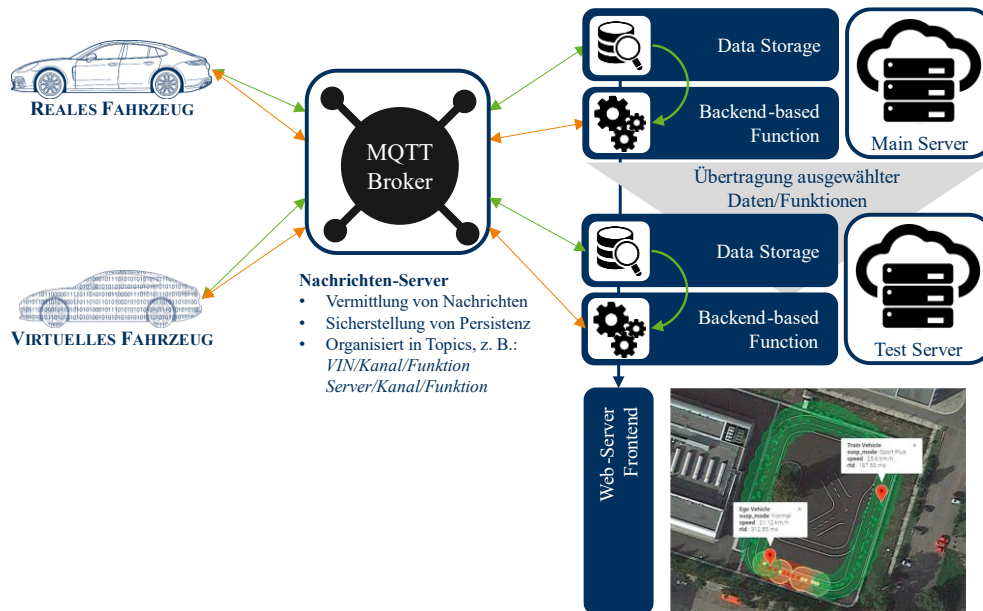 REALES FAHRZEUG
VIRTUELLES FAHRZEUG
MQTT
Broker
Nachrichten-Server
• Vermittlung von Nachrichten
• Sicherstellung von Persistenz
• Organisiert in Topics, z. B.:
VIN/Kanal/Funktion
Server/Kanal/Funktion
Data Storage
Backend-based
Function
Main Server
Übertragung ausgewählter
Daten/Funktionen
Data Storage
Backend-based
Function
Test Server
Web-Server
Frontend
Train Vehicle
susp_mode: Sport Plus
speed : 25.6 km/h
rtd : 187.53 ms
Ego Vehicle
susp_mode: Normal
speed : 21.12 km/h
rtd : 312.55 ms